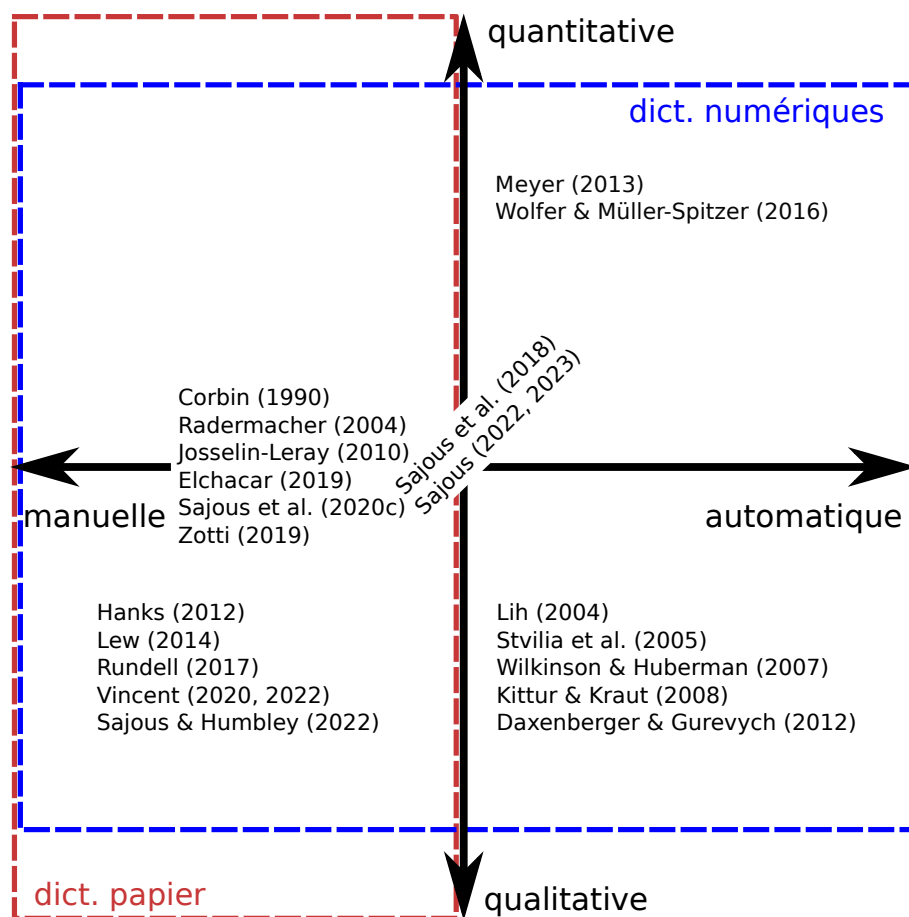 quantitative
dict. numériques
Meyer (2013)
Wolfer & Müller-Spitzer (2016)
Corbin (1990)
Radermacher (2004)
Josselin-Leray (2010)
Elchacar (2019)
Sajous et al. (2020c)
Zotti (2019)
Sajous et al. (2018)
Sajous (2022, 2023)
manuelle
automatique
Hanks (2012)
Lew (2014)
Rundell (2017)
Vincent (2020, 2022)
Sajous & Humbley (2022)
Lih (2004)
Stvilia et al. (2005)
Wilkinson & Huberman (2007)
Kittur & Kraut (2008)
Daxenberger & Gurevych (2012)
dict. papier
qualitative